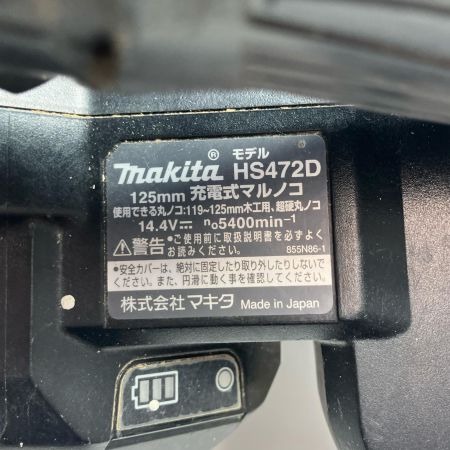 makita® モデル HS472D
125mm 充電式マルノコ
使用できる丸ノコ:119~125mm木工用、超硬丸ノコ
14.4V⎓ n₀5400min⁻¹
⚠警告 •ご使用前に取扱説明書を必ずよくお読みください。
855N86-1
•安全カバーは、絶対に固定したり取り外したりしないで
ください。また、円滑に動く事を確認してください。
株式会社マキタ Made in Japan